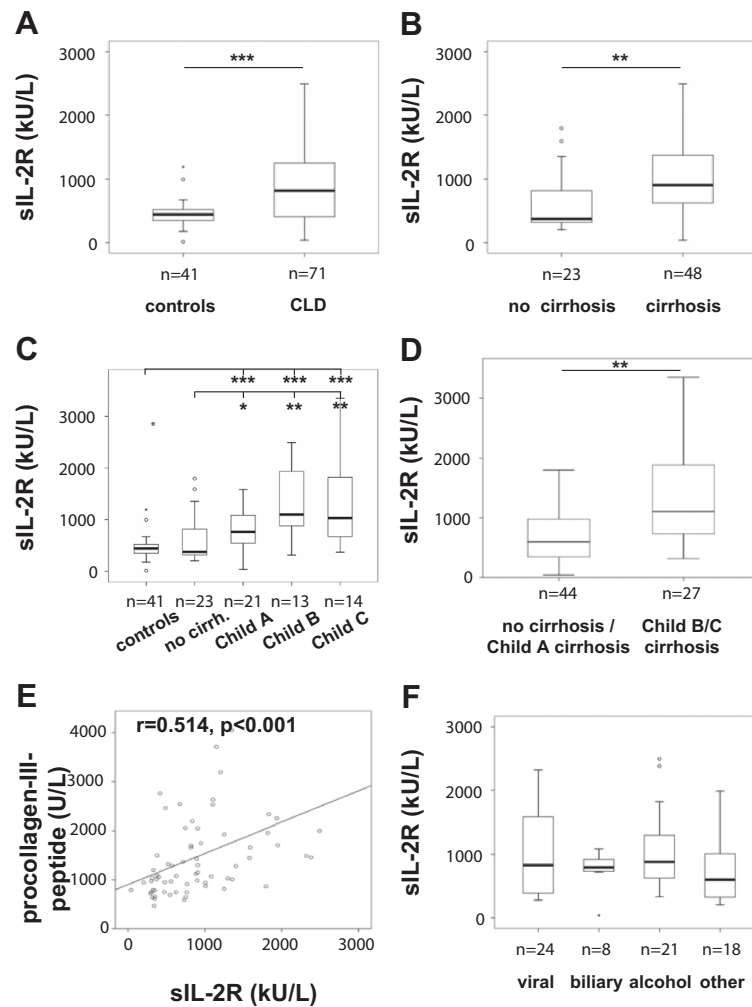 A
sIL-2R (kU/L)
3000
2000
1000
0
***
n=41
n=71
controls
CLD
B
sIL-2R (kU/L)
3000
2000
1000
0
**
n=23
n=48
no cirrhosis
cirrhosis
C
sIL-2R (kU/L)
3000
2000
1000
0
*** *** ***
* ** **
n=41 n=23 n=21 n=13 n=14
controls no cirrh. Child A Child B Child C
D
sIL-2R (kU/L)
3000
2000
1000
0
**
n=44
n=27
no cirrhosis /
Child A cirrhosis
Child B/C
cirrhosis
E
procollagen-III-
peptide (U/L)
r=0.514, p<0.001
4000
3000
2000
1000
0
0 1000 2000 3000
sIL-2R (kU/L)
F
sIL-2R (kU/L)
3000
2000
1000
0
n=24 n=8 n=21 n=18
viral biliary alcohol other